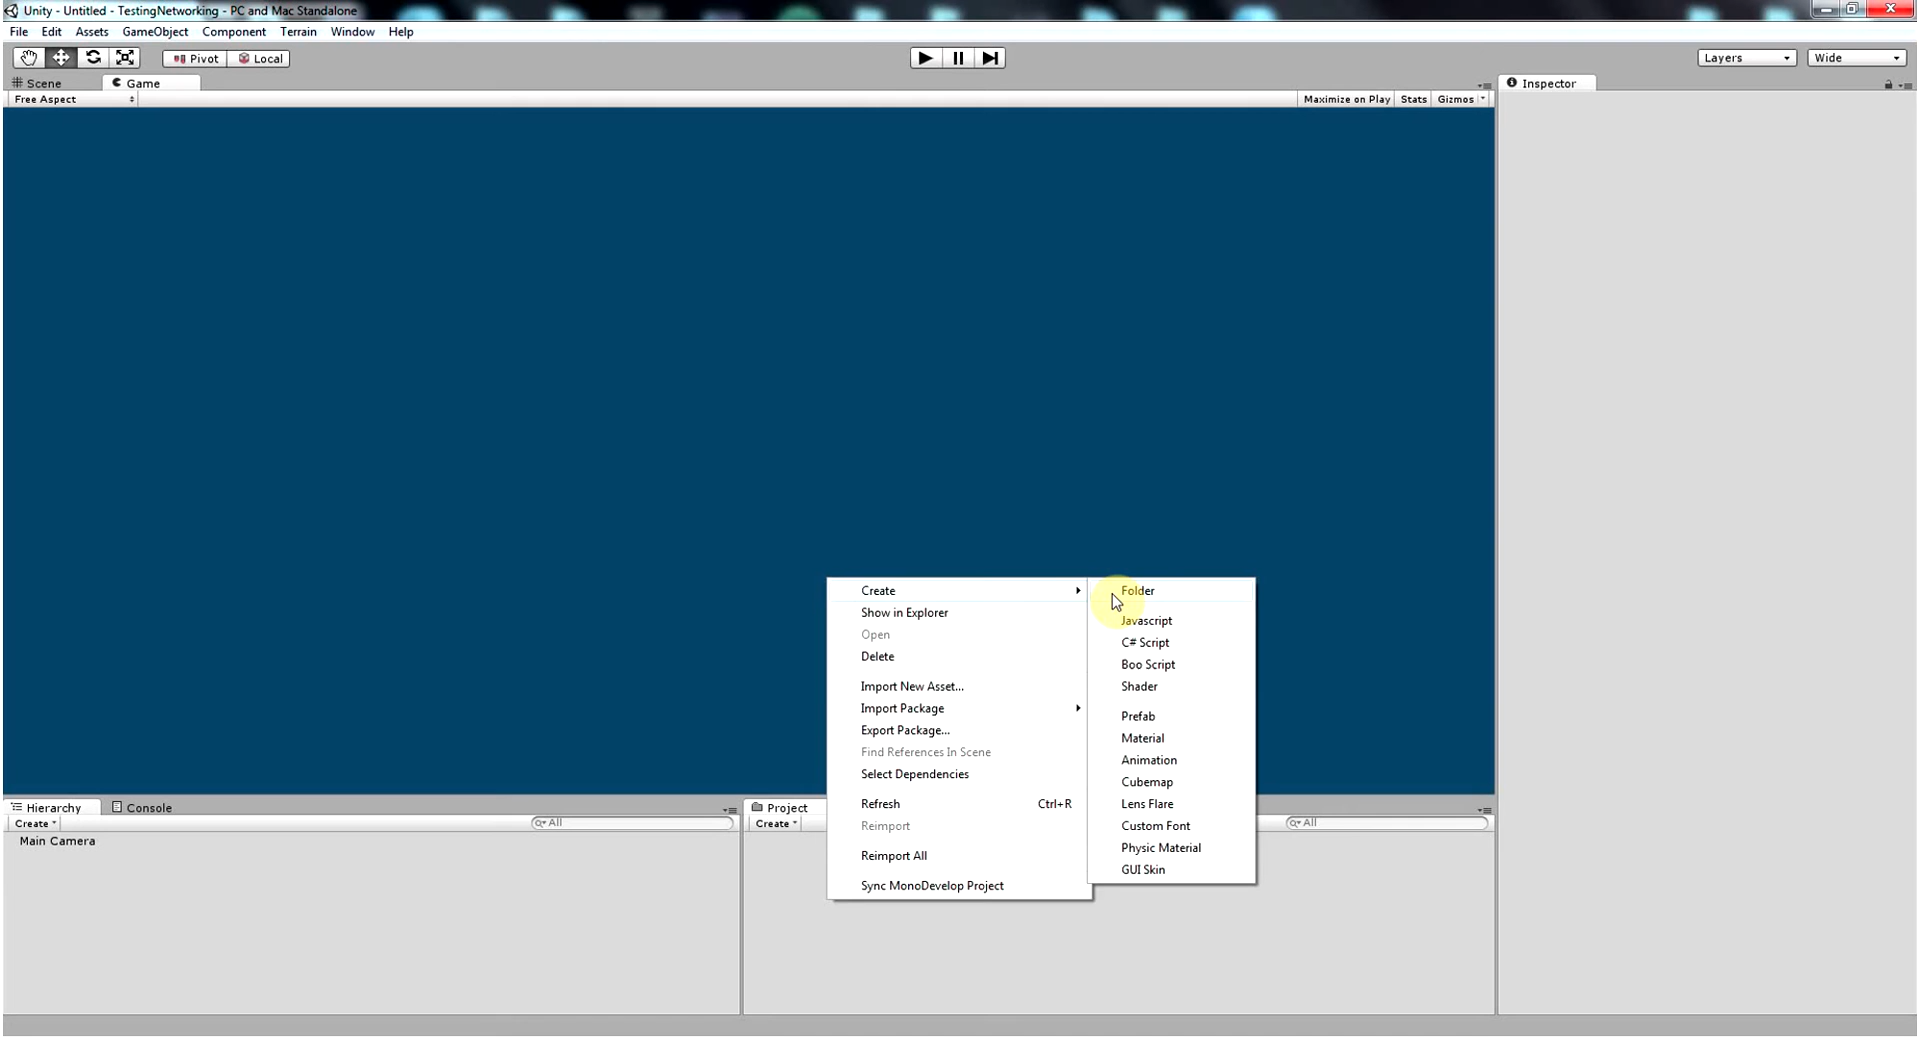 Unity - Untitled - TestingNetworking - PC and Mac Standalone
File Edit Assets GameObject Component Terrain Window Help
Pivot Local Layers Wide
Scene Game Inspector
Free Aspect Maximize on Play Stats Gizmos
Create Folder
Show in Explorer
Open Javascript
C# Script
Delete Boo Script
Import New Asset... Shader
Import Package Prefab
Export Package... Material
Find References In Scene Animation
Select Dependencies Cubemap
Refresh Ctrl+R Lens Flare
Reimport Custom Font
Reimport All Physic Material
GUI Skin
Sync MonoDevelop Project
Hierarchy Console Project
Create All Create All
Main Camera